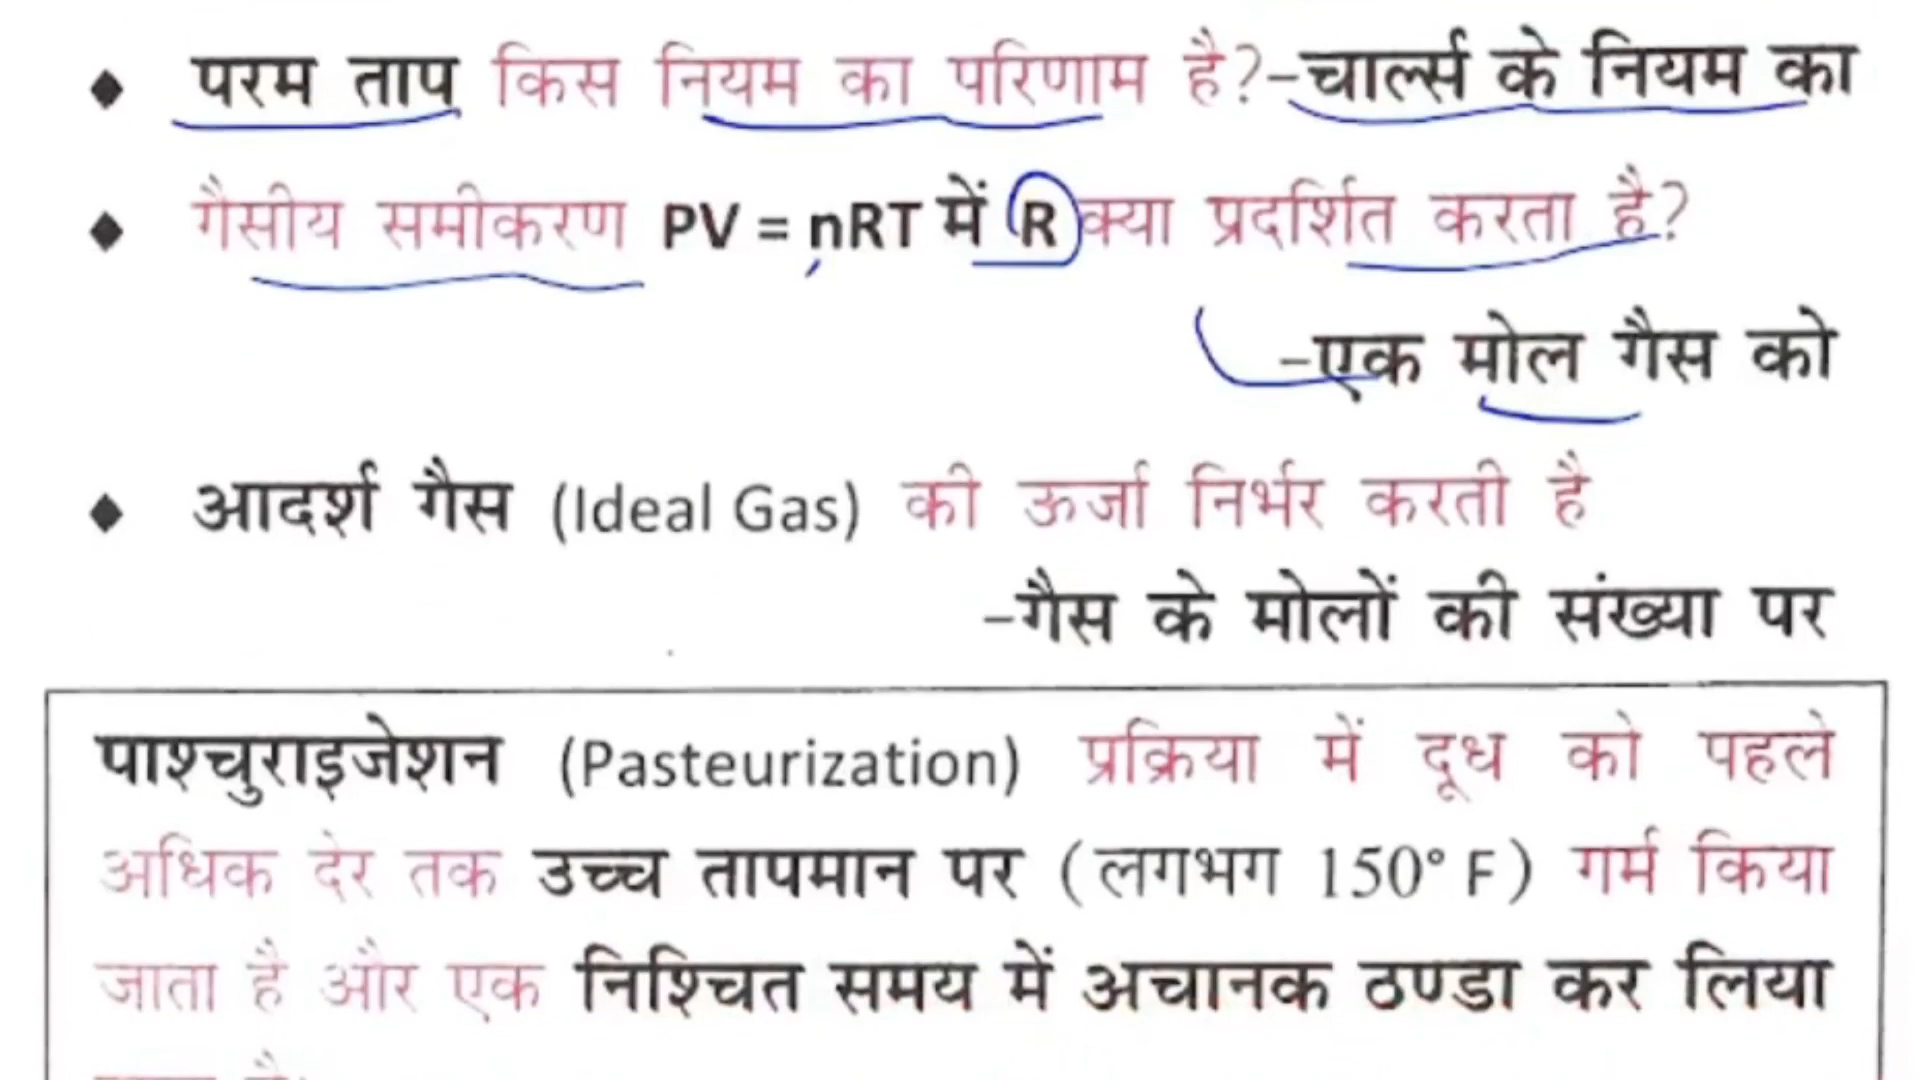 ◆ परम ताप किस नियम का परिणाम है?-चार्ल्स के नियम का
◆ गैसीय समीकरण PV = nRT में R क्या प्रदर्शित करता है?
-एक मोल गैस को
◆ आदर्श गैस (Ideal Gas) की ऊर्जा निर्भर करती है
-गैस के मोलों की संख्या पर
पाश्चुराइजेशन (Pasteurization) प्रक्रिया में दूध को पहले
अधिक देर तक उच्च तापमान पर (लगभग 150° F) गर्म किया
जाता है और एक निश्चित समय में अचानक ठण्डा कर लिया